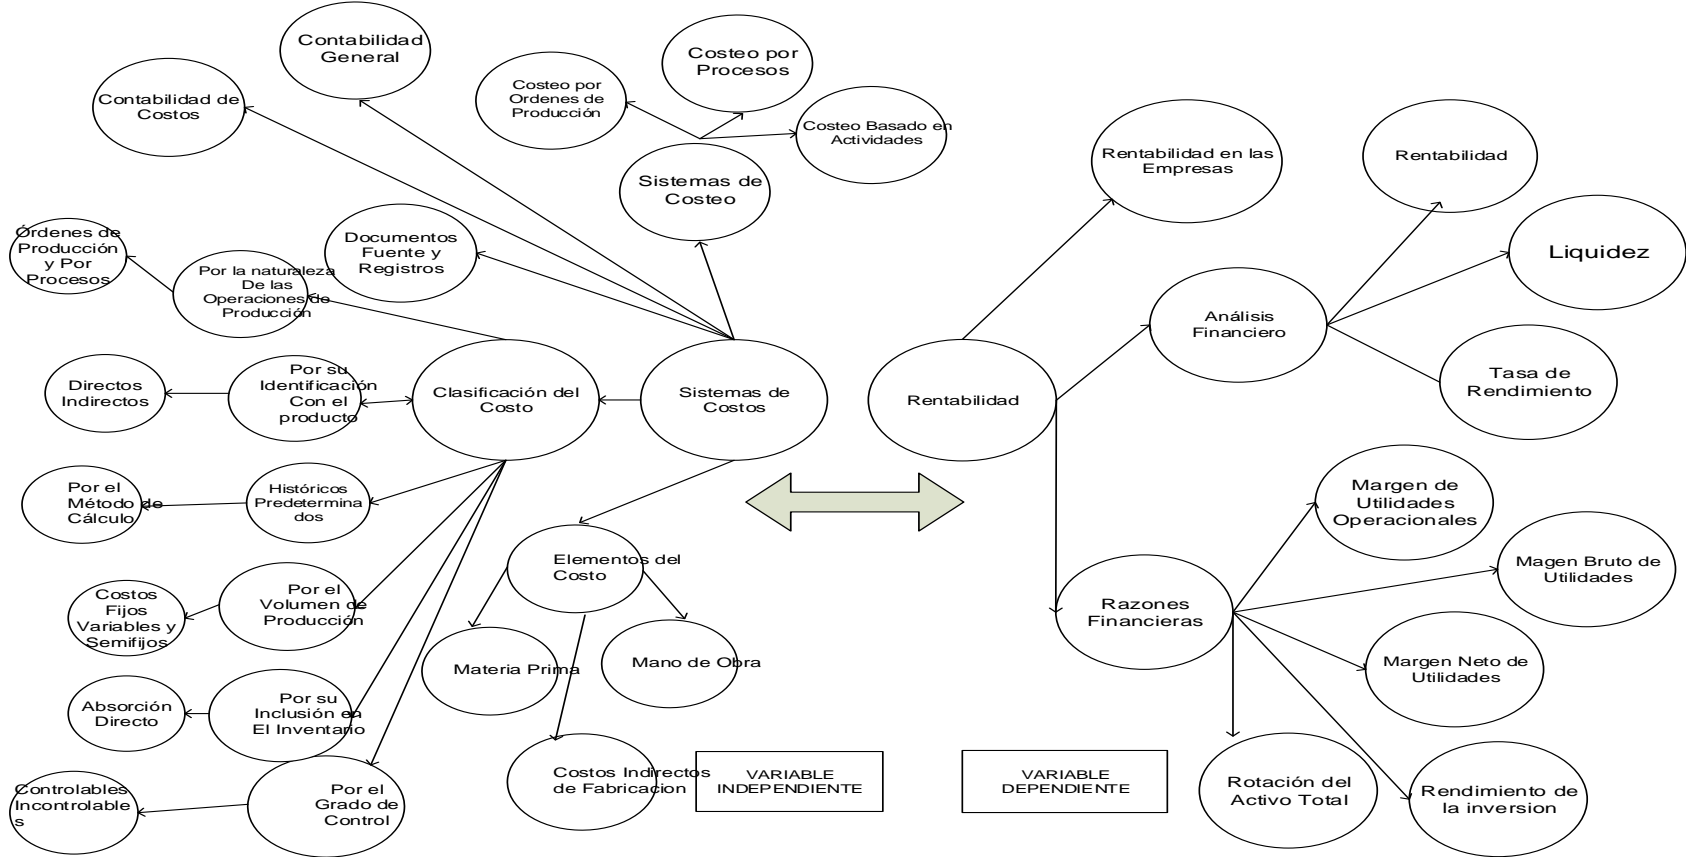 Contabilidad
General
Costeo por
Procesos
Contabilidad de
Costos
Costeo por
Ordenes de
Producción
Costeo Basado en
Actividades
Rentabilidad en las
Empresas
Rentabilidad
Sistemas de
Costeo
Órdenes de
Producción
y Por
Procesos
Por la naturaleza
De las
Operaciones de
Producción
Documentos
Fuente y
Registros
Liquidez
Análisis
Financiero
Directos
Indirectos
Por su
Identificación
Con el
producto
Clasificación del
Costo
Sistemas de
Costos
Rentabilidad
Tasa de
Rendimiento
Por el
Método de
Cálculo
Históricos
Predetermina
dos
Margen de
Utilidades
Operacionales
Elementos del
Costo
Magen Bruto de
Utilidades
Costos
Fijos
Variables y
Semifijos
Por el
Volumen de
Producción
Razones
Financieras
Materia Prima
Mano de Obra
Margen Neto de
Utilidades
Absorción
Directo
Por su
Inclusión en
El Inventario
Controlables
Incontrolable
s
Por el
Grado de
Control
Costos Indirectos
de Fabricacion
VARIABLE
INDEPENDIENTE
VARIABLE
DEPENDIENTE
Rotación del
Activo Total
Rendimiento de
la inversion